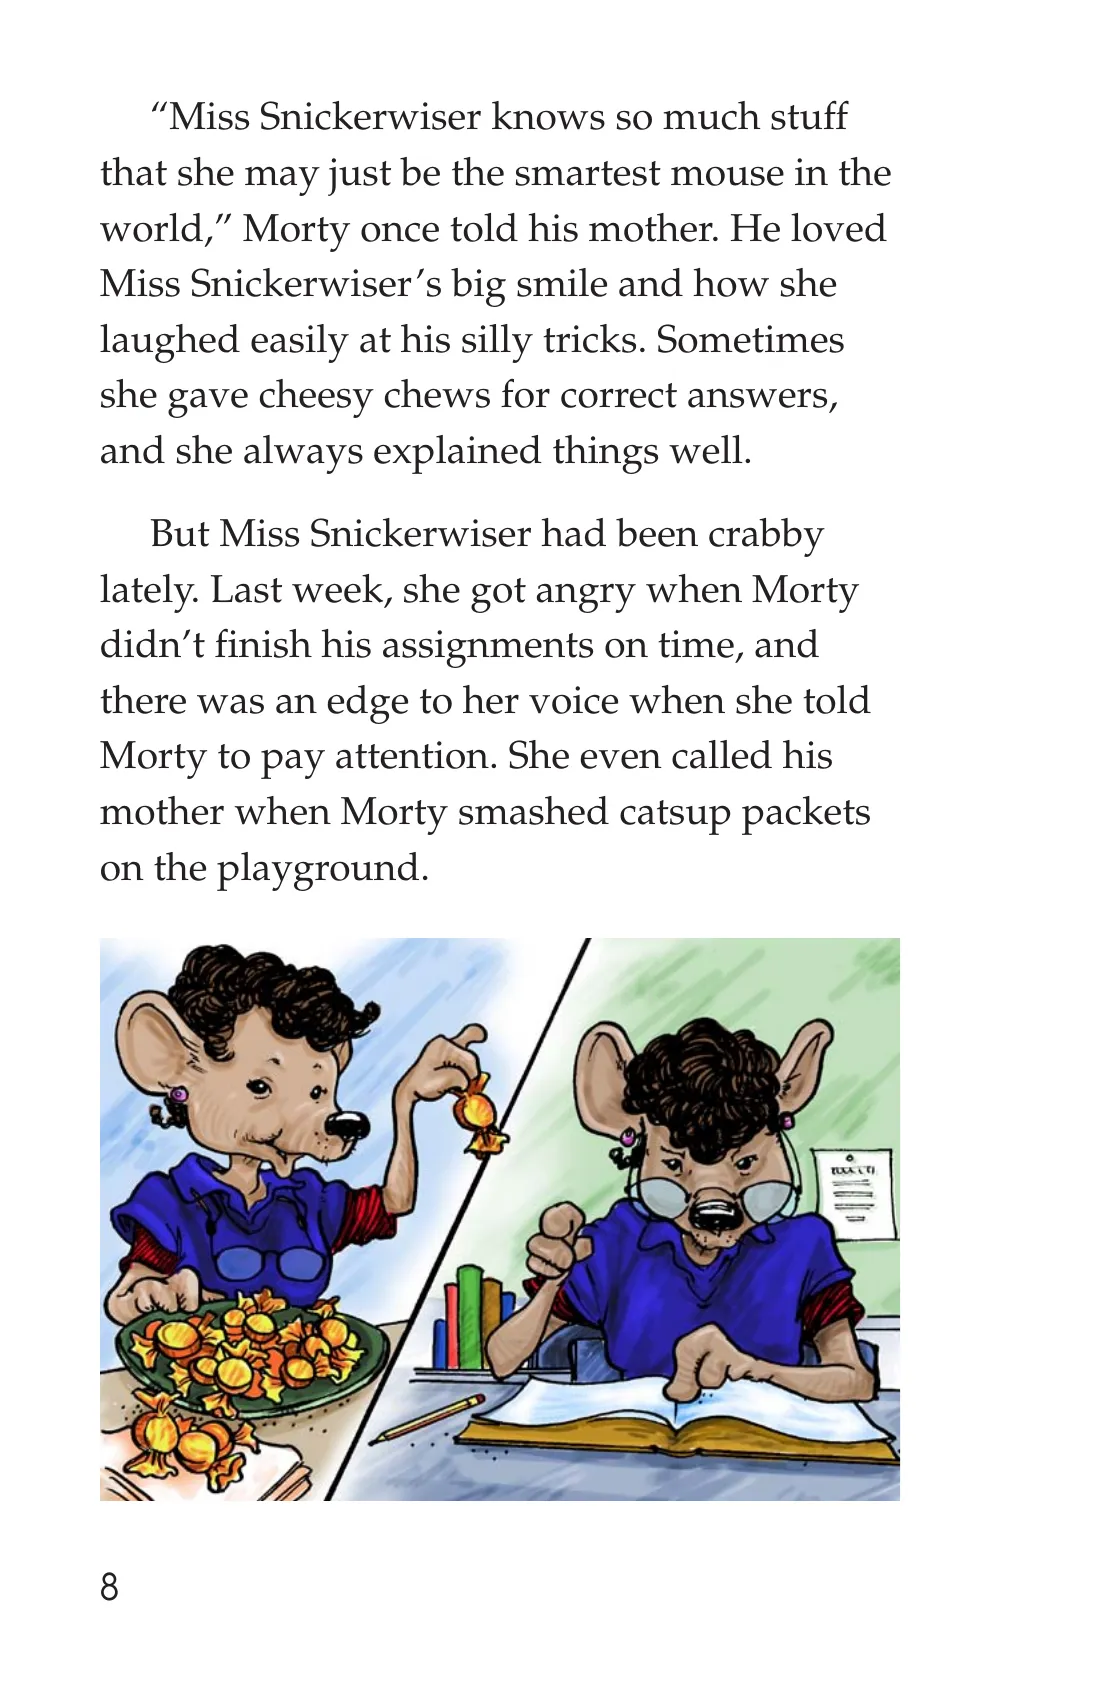 “Miss Snickerwiser knows so much stuff
that she may just be the smartest mouse in the
world,” Morty once told his mother. He loved
Miss Snickerwiser’s big smile and how she
laughed easily at his silly tricks. Sometimes
she gave cheesy chews for correct answers,
and she always explained things well.
But Miss Snickerwiser had been crabby
lately. Last week, she got angry when Morty
didn’t finish his assignments on time, and
there was an edge to her voice when she told
Morty to pay attention. She even called his
mother when Morty smashed catsup packets
on the playground.
8